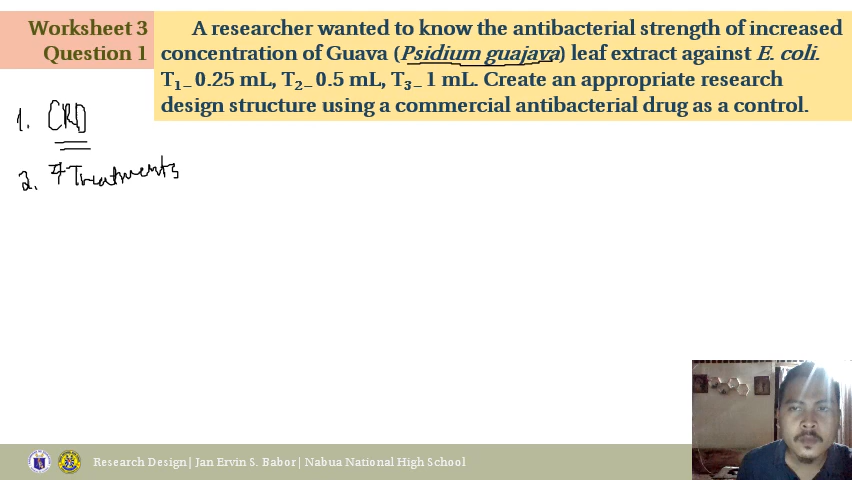 Worksheet 3
Question 1
A researcher wanted to know the antibacterial strength of increased
concentration of Guava (Psidium guajava) leaf extract against E. coli.
T1– 0.25 mL, T2– 0.5 mL, T3– 1 mL. Create an appropriate research
design structure using a commercial antibacterial drug as a control.
1. CRD
2. # Treatments
Research Design| Jan Ervin S. Babor| Nabua National High School